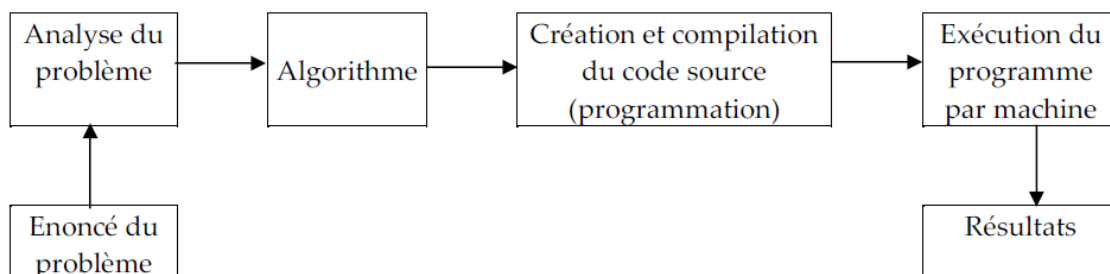 Analyse du
problème
Algorithme
Création et compilation
du code source
(programmation)
Exécution du
programme
par machine
Enoncé du
problème
Résultats